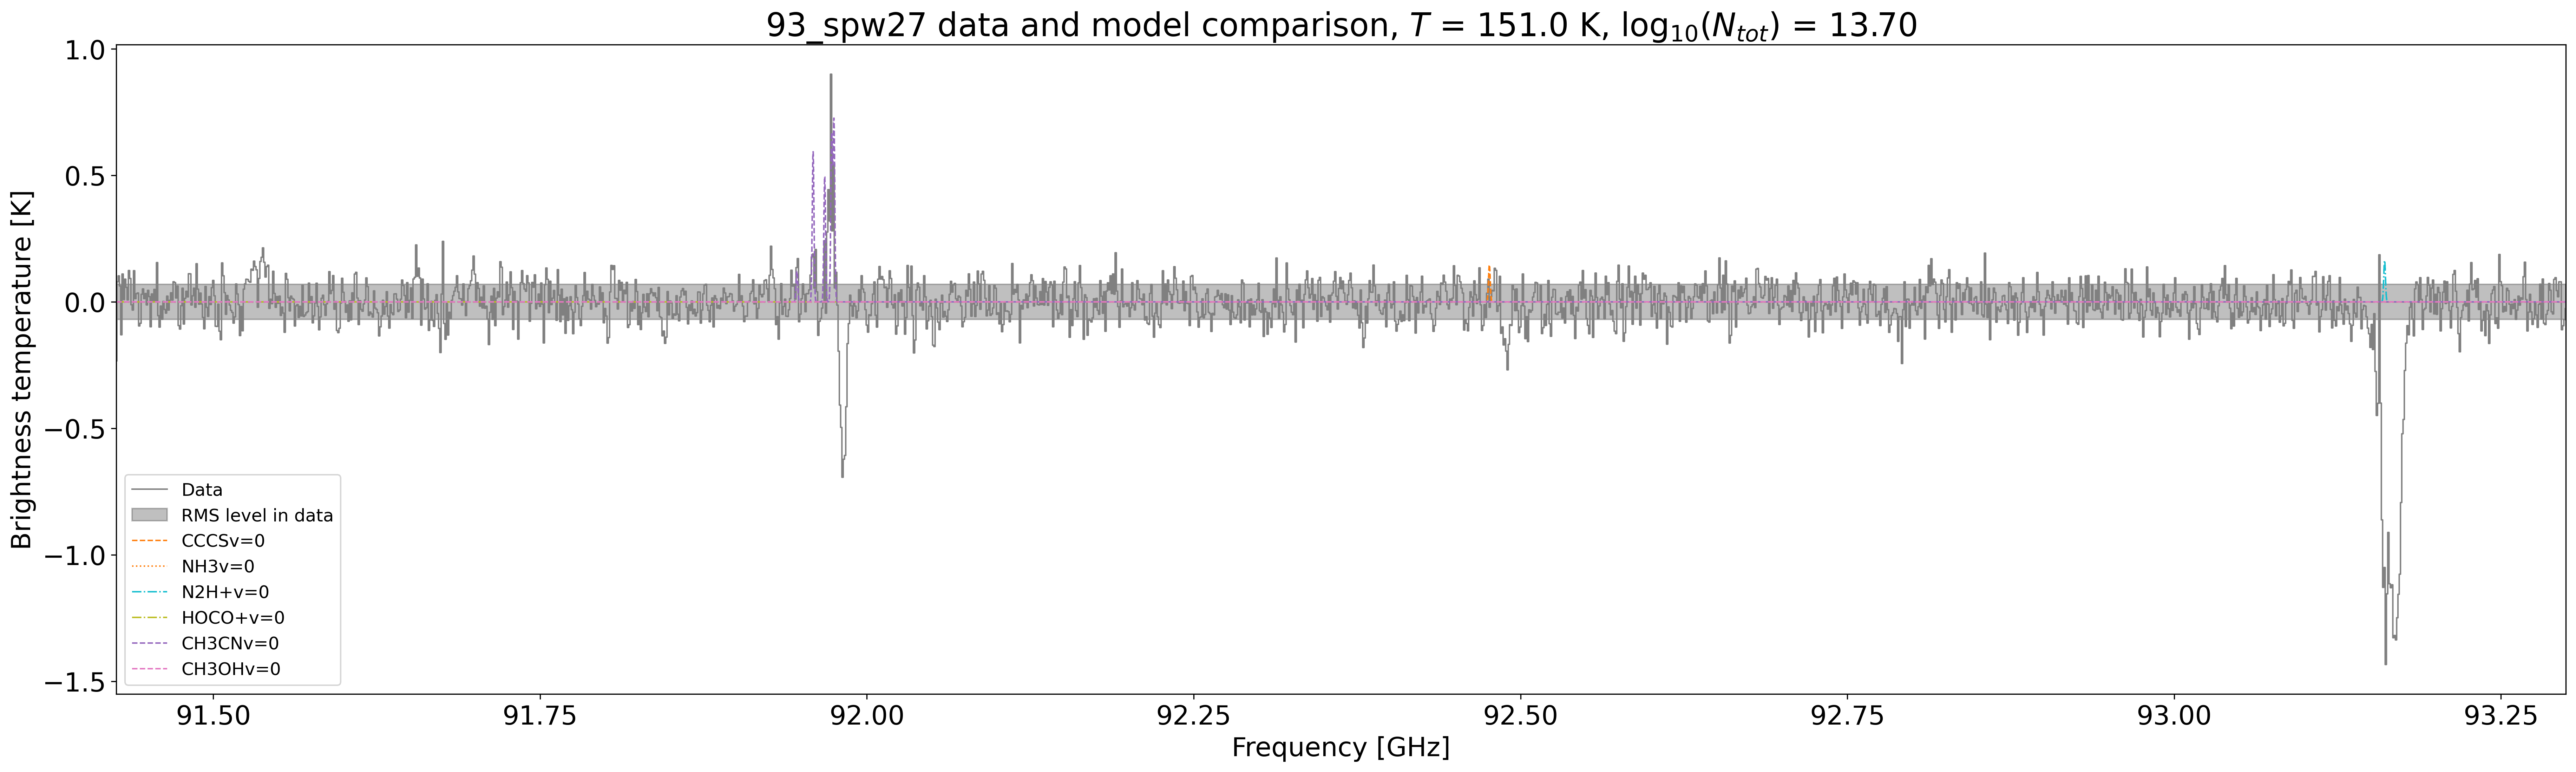 93_spw27 data and model comparison, T = 151.0 K, log₁₀(Nₜₒₜ) = 13.70
Brightness temperature [K]
1.0
0.5
0.0
−0.5
−1.0
−1.5
Data
RMS level in data
CCCSv=0
NH3v=0
N2H+v=0
HOCO+v=0
CH3CNv=0
CH3OHv=0
91.50 91.75 92.00 92.25 92.50 92.75 93.00 93.25
Frequency [GHz]